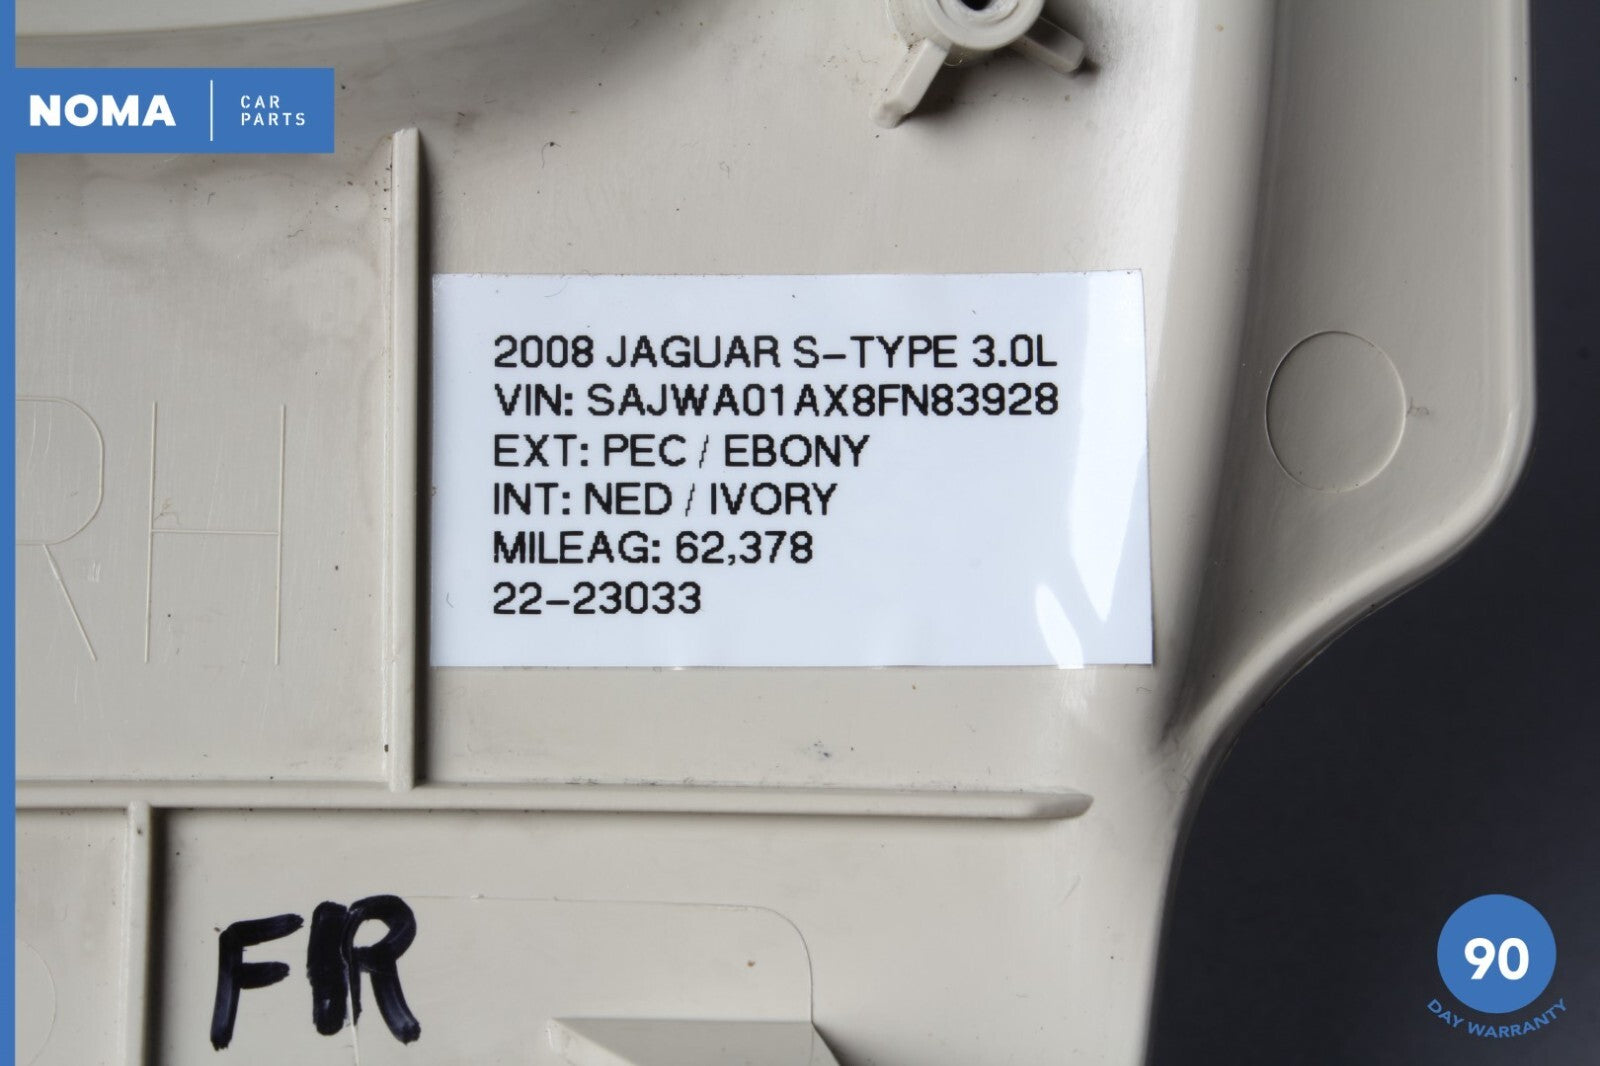 NOMA
CAR
PARTS
2008 JAGUAR S-TYPE 3.0L
VIN: SAJWA01AX8FN83928
EXT: PEC / EBONY
INT: NED / IVORY
MILEAG: 62,378
22-23033
RH
FR
90
DAY WARRANTY